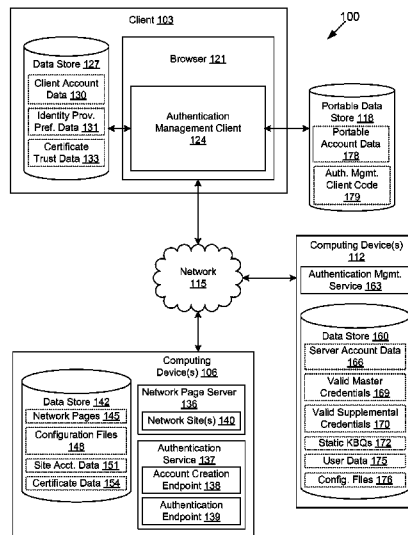 100
Client 103
Browser 121
Data Store 127
Client Account
Data 130
Identity Prov.
Pref. Data 131
Certificate
Trust Data 133
Authentication
Management Client
124
Portable Data
Store 118
Portable
Account Data
178
Auth. Mgmt.
Client Code
179
Network
115
Computing Device(s)
112
Authentication Mgmt.
Service 163
Data Store 160
Server Account Data
166
Valid Master
Credentials 169
Valid Supplemental
Credentials 170
Static KBQs 172
User Data 175
Config. Files 176
Computing
Device(s) 106
Data Store 142
Network Pages 145
Configuration Files
148
Site Acct. Data 151
Certificate Data 154
Network Page Server
136
Network Site(s) 140
Authentication
Service 137
Account Creation
Endpoint 138
Authentication
Endpoint 139